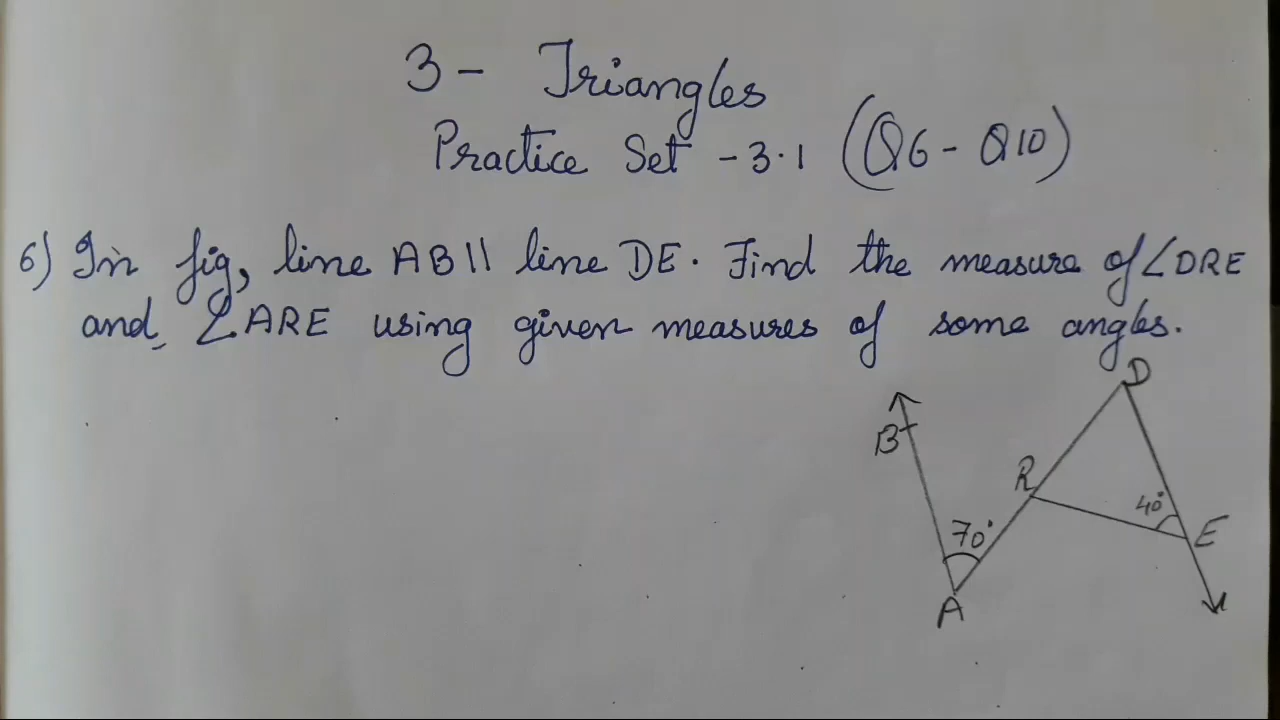 3 - Triangles
Practice Set - 3.1 (Q6 - Q10)
6) In fig, line AB || line DE. Find the measure of ∠DRE
and, ∠ARE using given measures of some angles.
D
B
R
40°
70°
E
A